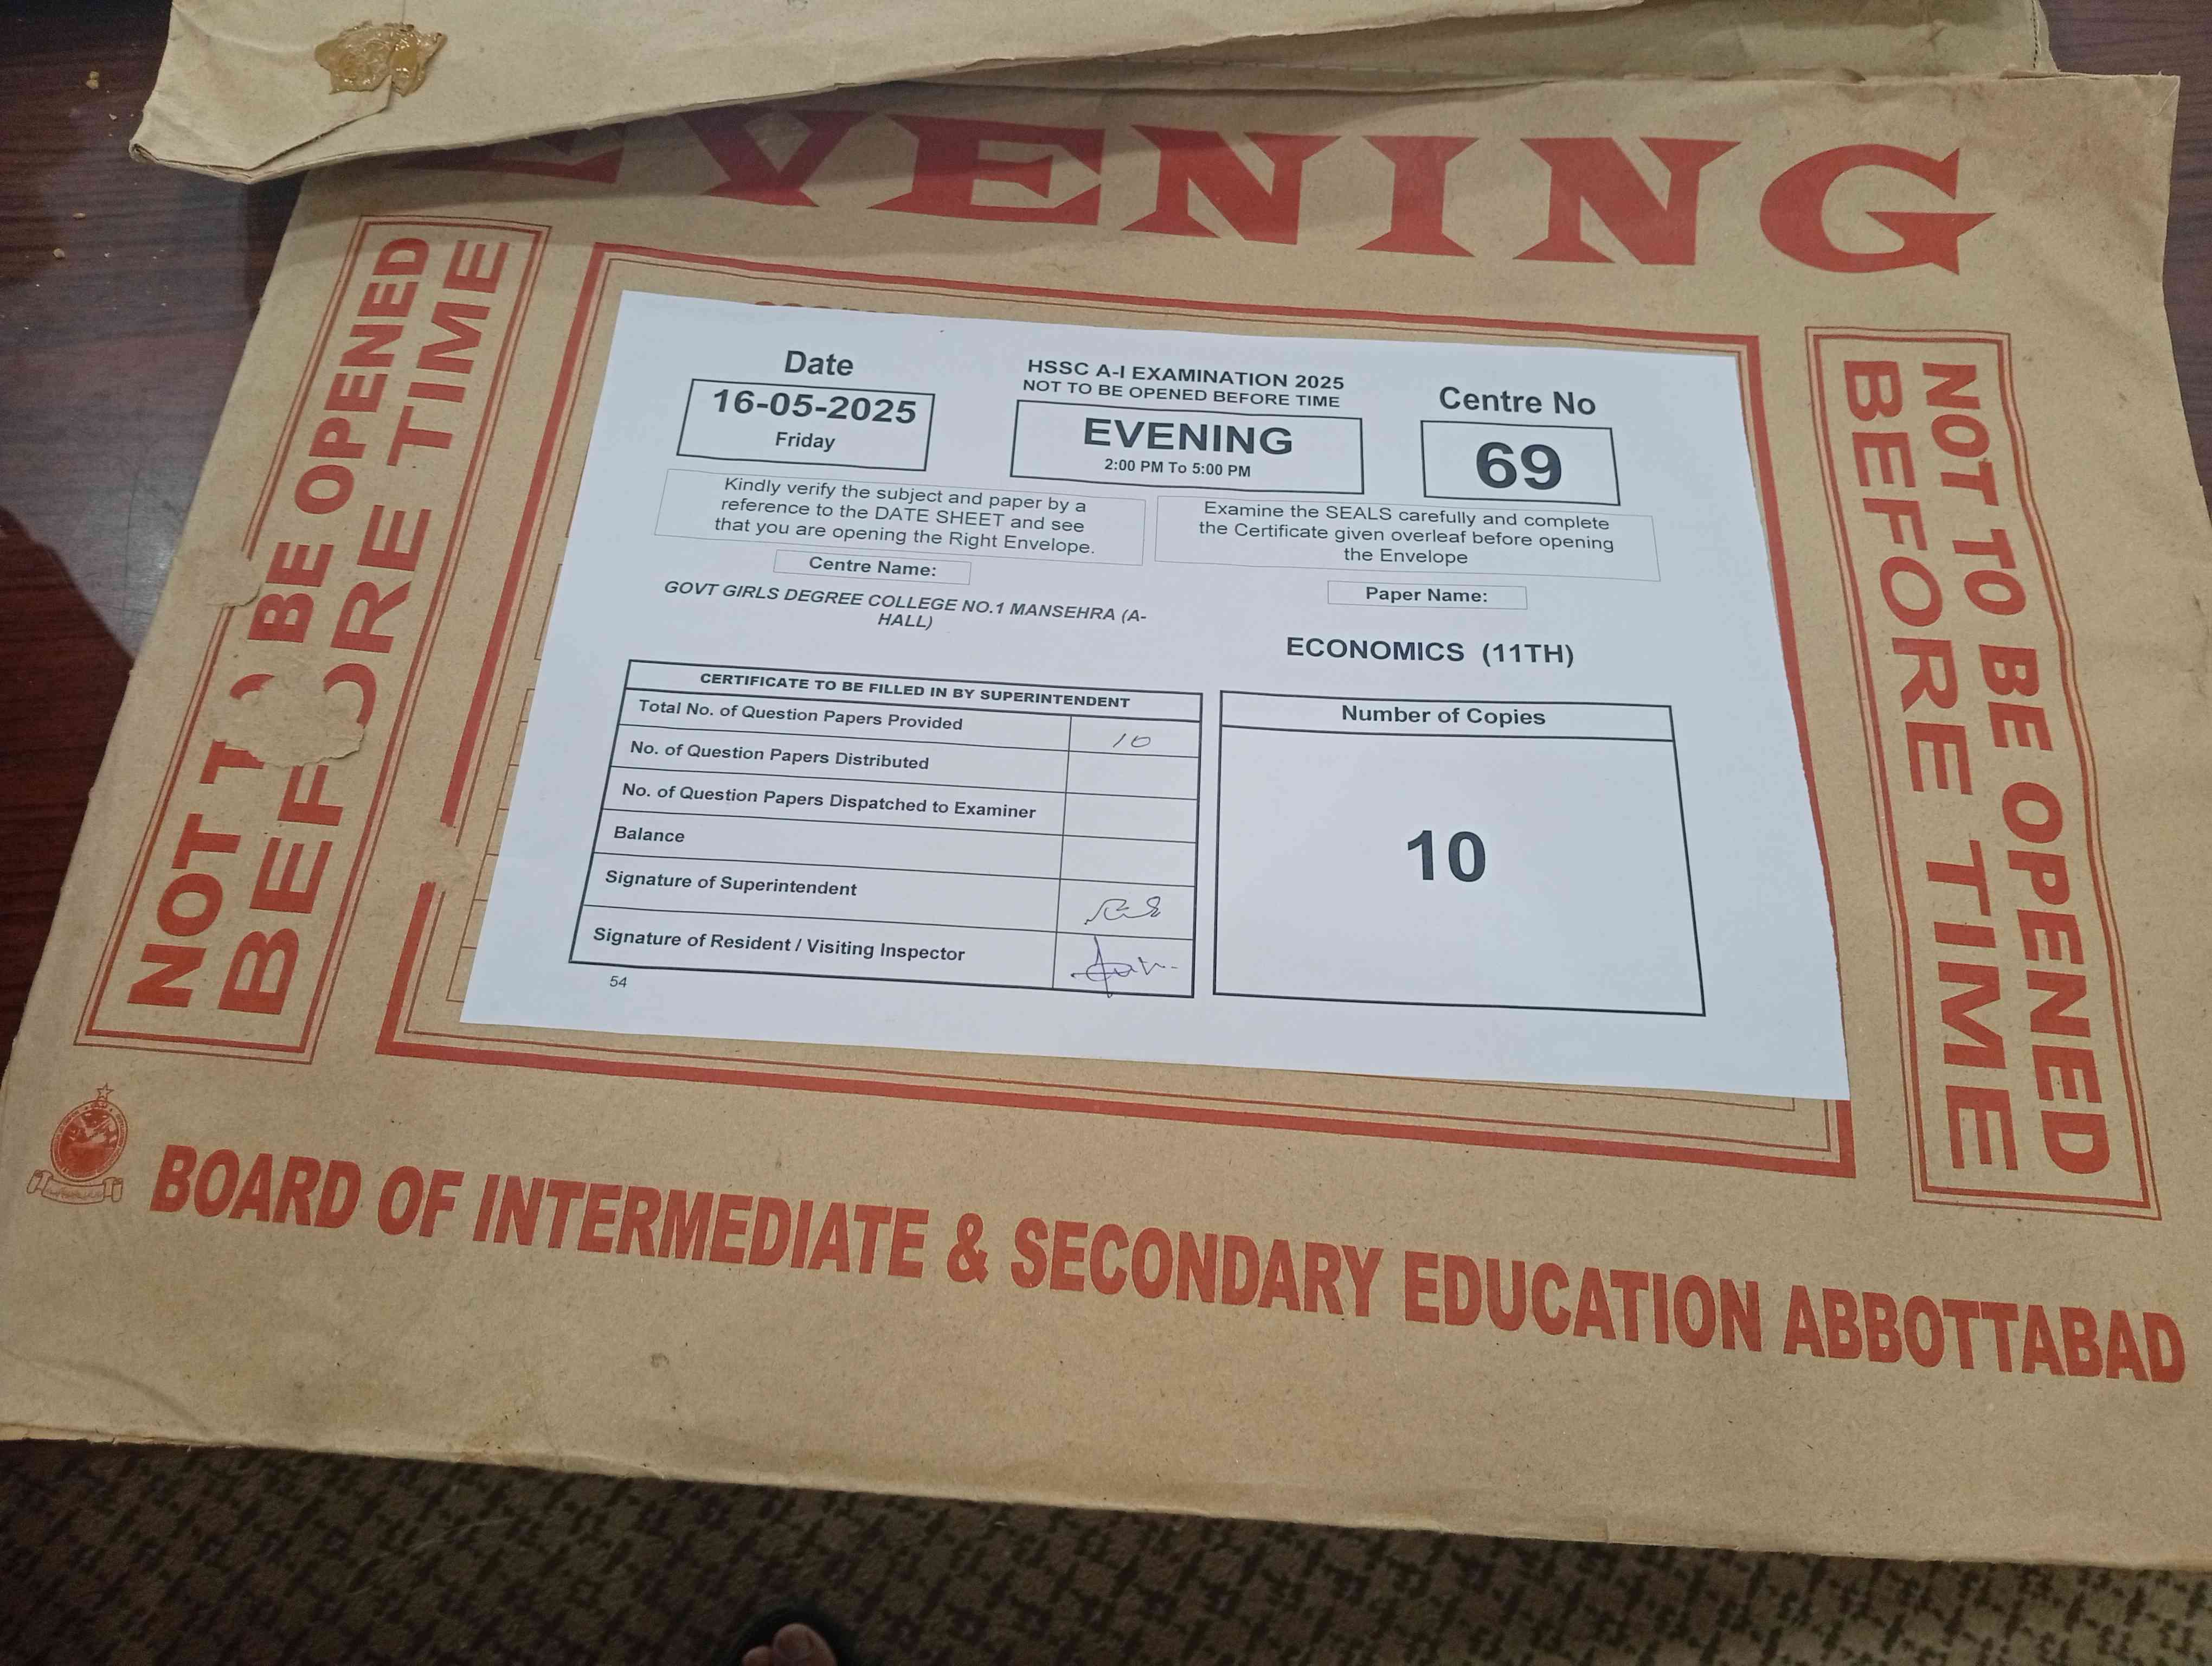 EVENING
NOT TO BE OPENED
BEFORE TIME
Date
16-05-2025
Friday
HSSC A-I EXAMINATION 2025
NOT TO BE OPENED BEFORE TIME
EVENING
2:00 PM To 5:00 PM
Centre No
69
Kindly verify the subject and paper by a
reference to the DATE SHEET and see
that you are opening the Right Envelope.
Examine the SEALS carefully and complete
the Certificate given overleaf before opening
the Envelope
Centre Name:
GOVT GIRLS DEGREE COLLEGE NO.1 MANSEHRA (A-
HALL)
Paper Name:
ECONOMICS (11TH)
CERTIFICATE TO BE FILLED IN BY SUPERINTENDENT
Total No. of Question Papers Provided 10
No. of Question Papers Distributed
No. of Question Papers Dispatched to Examiner
Balance
Signature of Superintendent
Signature of Resident / Visiting Inspector
54
Number of Copies
10
NOT TO BE OPENED
BEFORE TIME
BOARD OF INTERMEDIATE & SECONDARY EDUCATION ABBOTTABAD